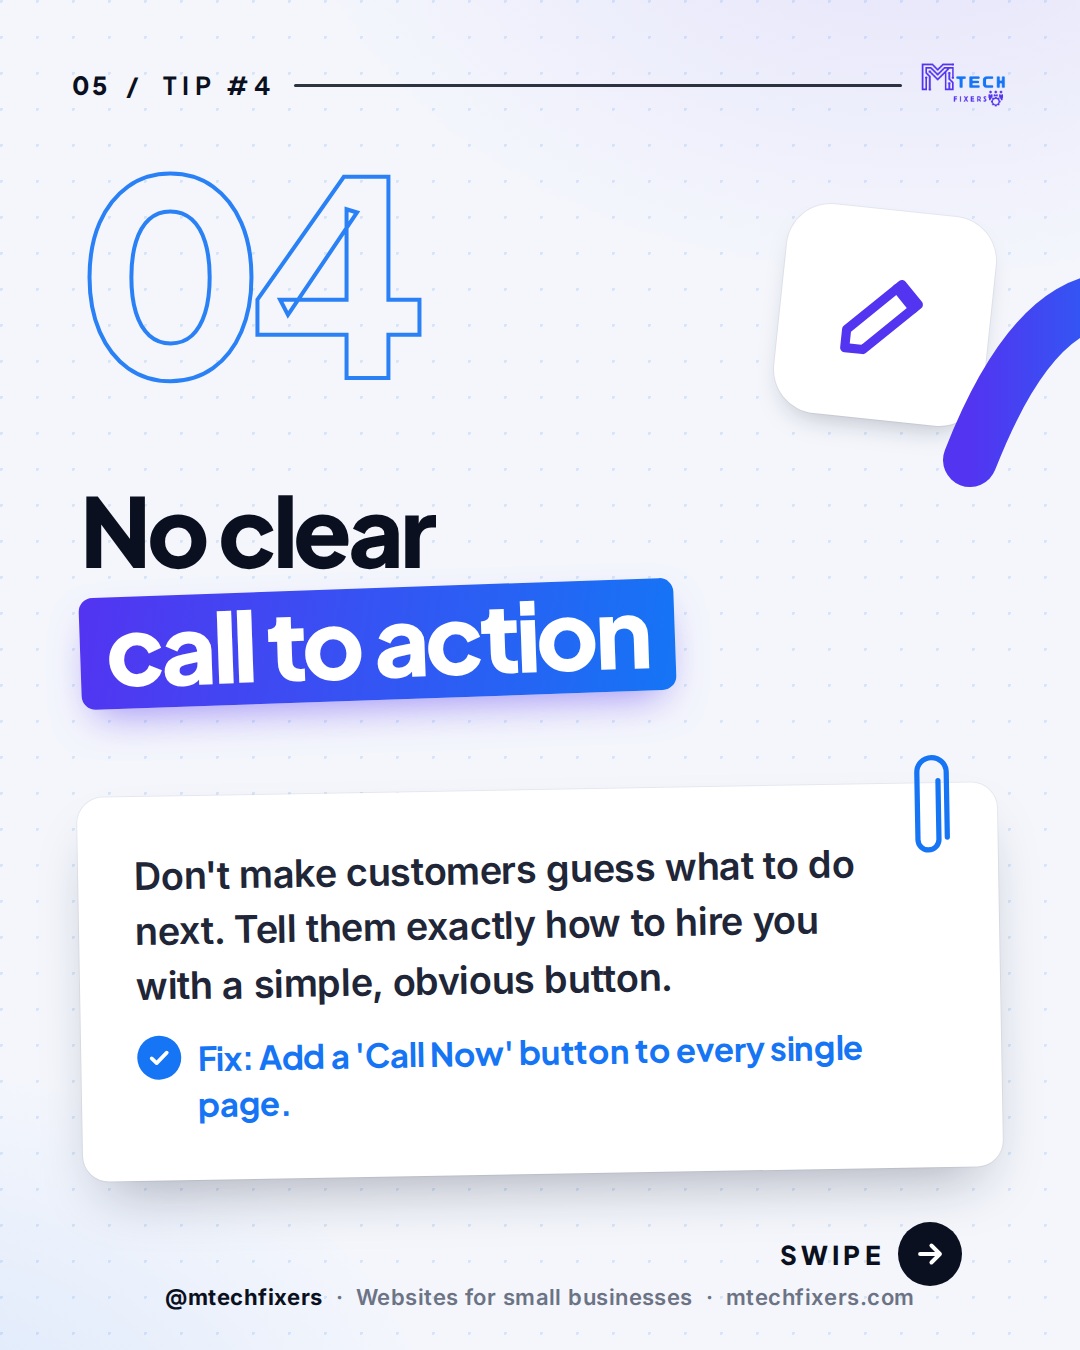 05 / TIP #4
MTECH
FIXERS
04
No clear
call to action
Don't make customers guess what to do
next. Tell them exactly how to hire you
with a simple, obvious button.
Fix: Add a 'Call Now' button to every single
page.
SWIPE
@mtechfixers · Websites for small businesses · mtechfixers.com